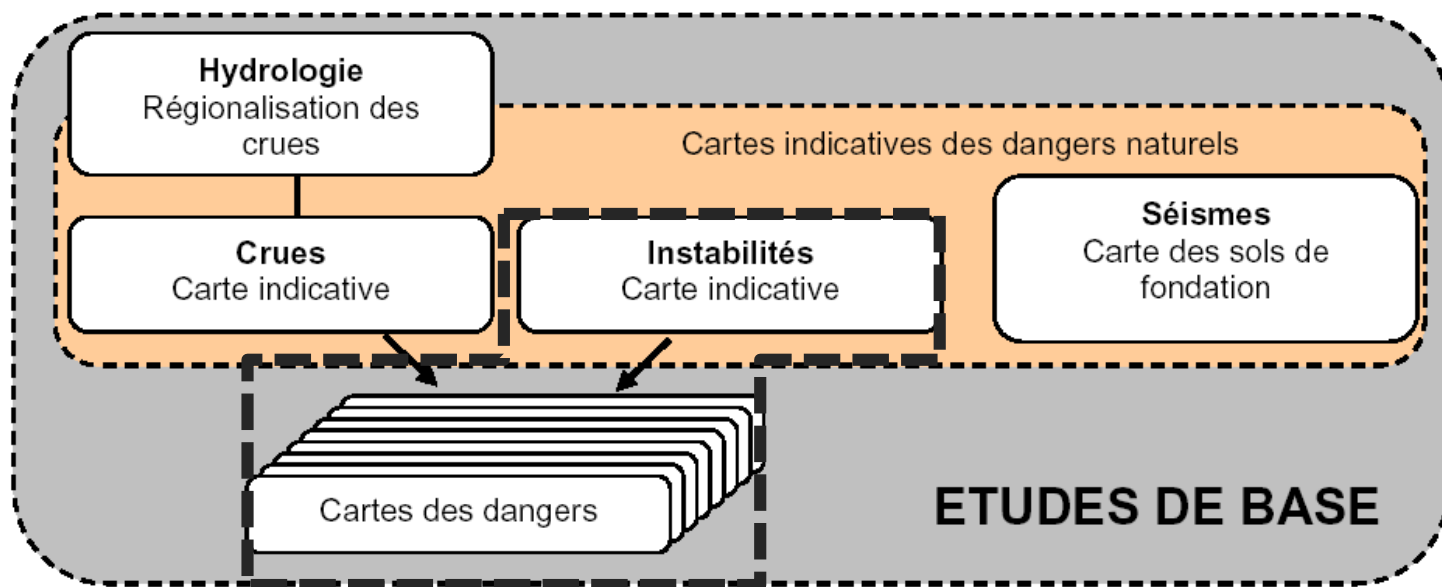 Hydrologie
Régionalisation des
crues
Cartes indicatives des dangers naturels
Crues
Carte indicative
Instabilités
Carte indicative
Séismes
Carte des sols de
fondation
Cartes des dangers
ETUDES DE BASE